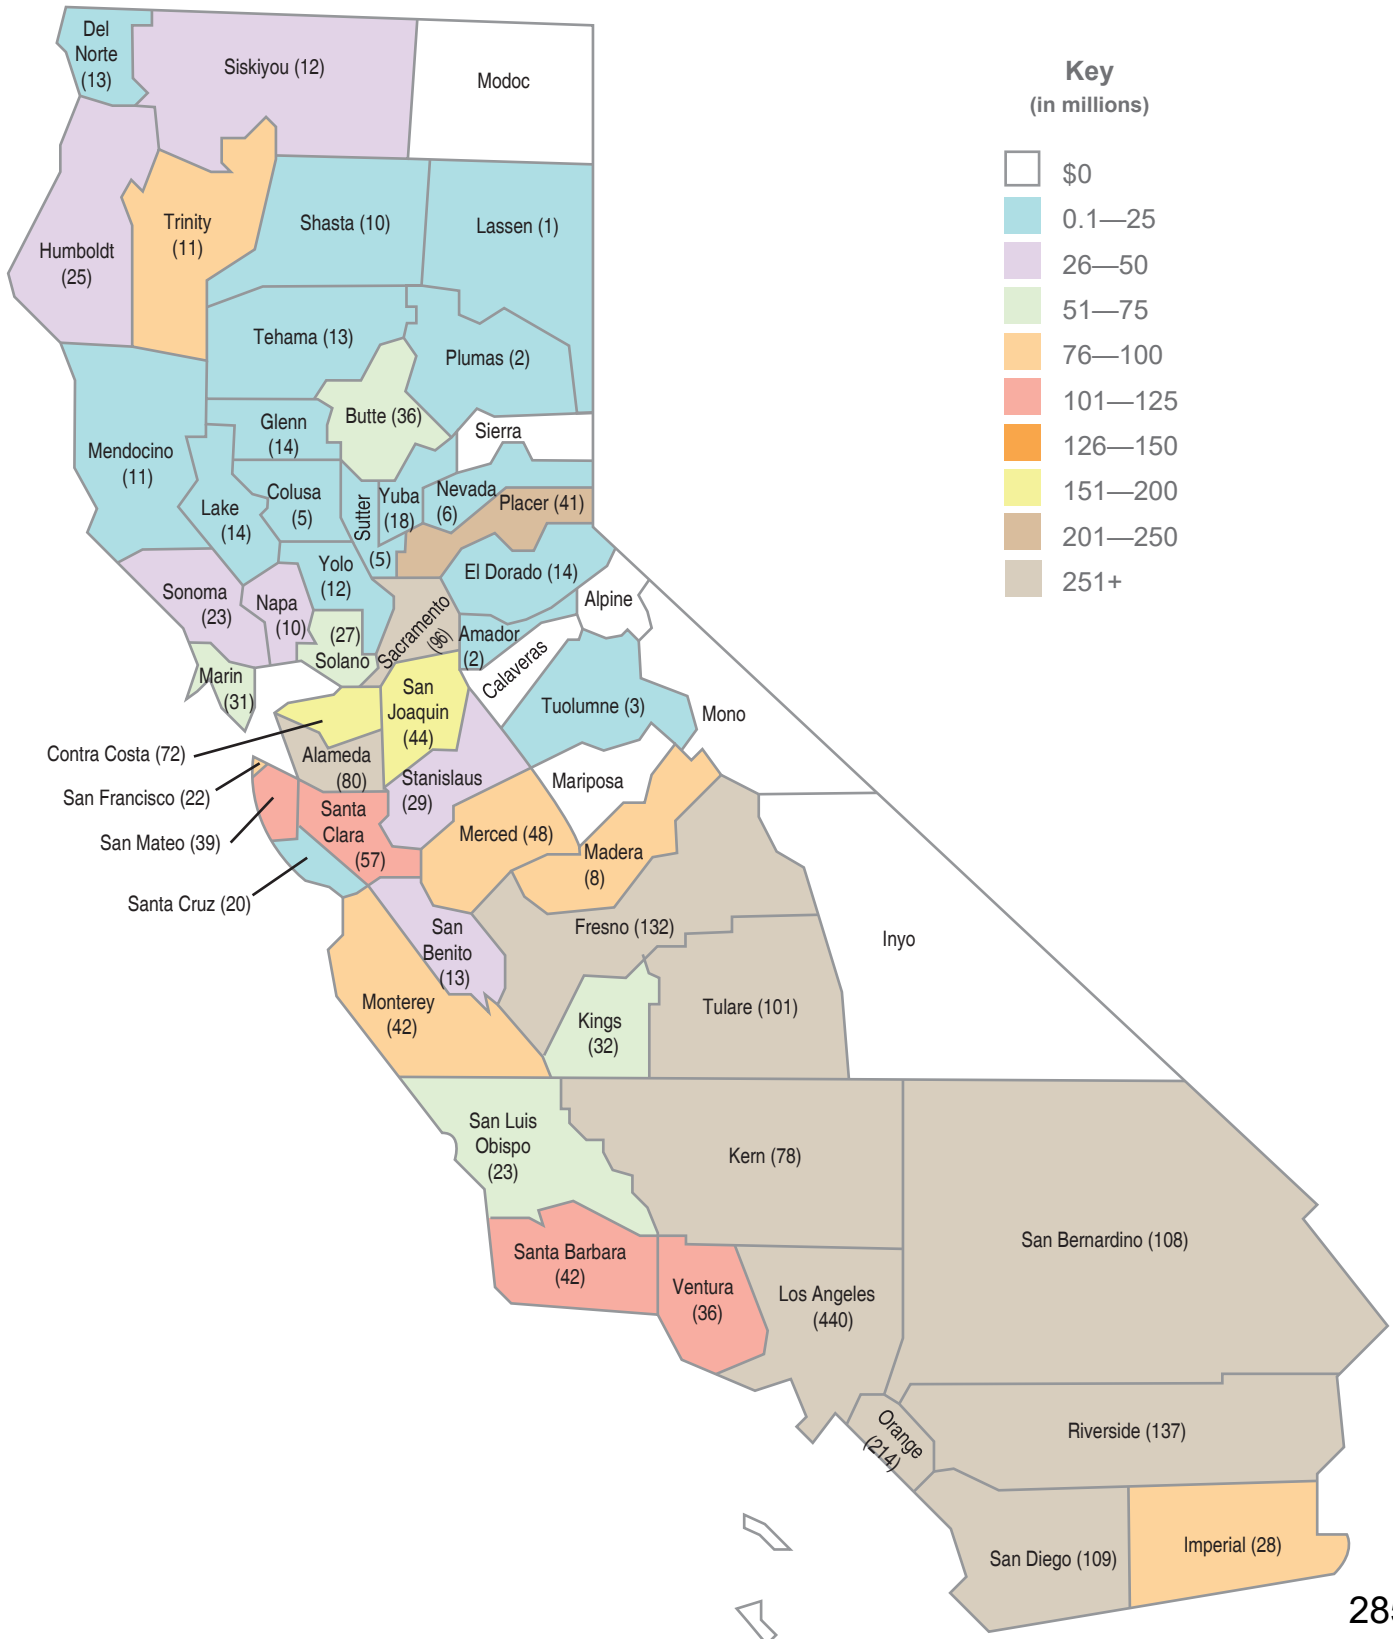 Del
Norte
(13)
Siskiyou (12)
Modoc
Key
(in millions)
$0
0.1—25
26—50
51—75
76—100
101—125
126—150
151—200
201—250
251+
Humboldt
(25)
Trinity
(11)
Shasta (10)
Lassen (1)
Tehama (13)
Plumas (2)
Butte (36)
Glenn
(14)
Sierra
Mendocino
(11)
Lake
(14)
Colusa
(5)
Sutter
(5)
Yuba
(18)
Nevada
(6)
Placer (41)
Yolo
(12)
El Dorado (14)
Sonoma
(23)
Napa
(10)
(27)
Solano
Sacramento
(96)
Amador
(2)
Alpine
Calaveras
Marin
(31)
San
Joaquin
(44)
Tuolumne (3)
Mono
Contra Costa (72)
Alameda
(80)
Stanislaus
(29)
Mariposa
San Francisco (22)
San Mateo (39)
Santa
Clara
(57)
Merced (48)
Madera
(8)
Santa Cruz (20)
San
Benito
(13)
Fresno (132)
Inyo
Monterey
(42)
Kings
(32)
Tulare (101)
San Luis
Obispo
(23)
Kern (78)
San Bernardino (108)
Santa Barbara
(42)
Ventura
(36)
Los Angeles
(440)
Orange
(214)
Riverside (137)
San Diego (109)
Imperial (28)
285